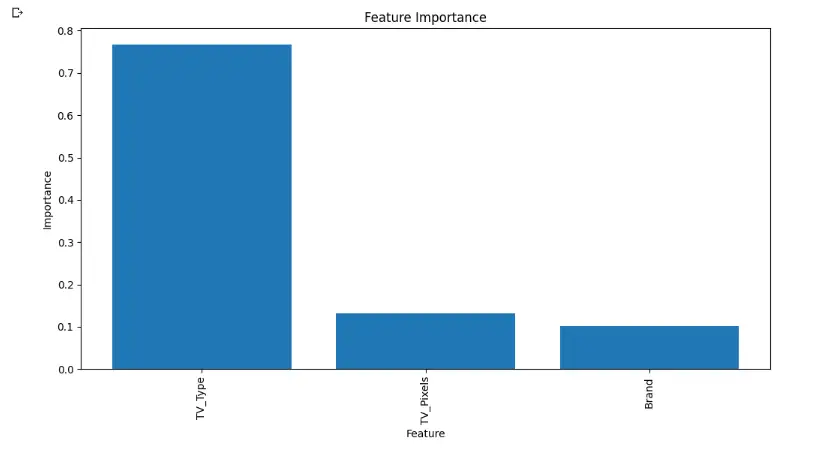 Feature Importance
0.8
0.7
0.6
0.5
0.4
0.3
0.2
0.1
0.0
Importance
TV_Type
TV_Pixels
Brand
Feature